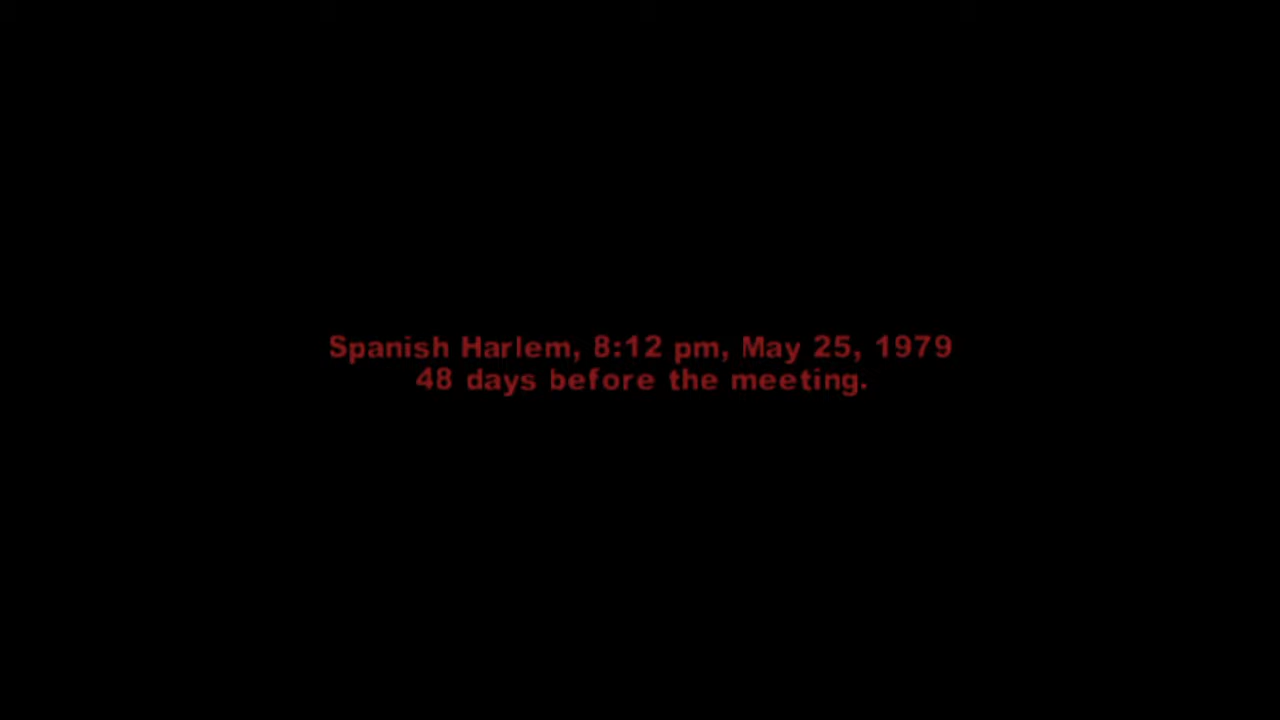 Spanish Harlem, 8:12 pm, May 25, 1979
48 days before the meeting.